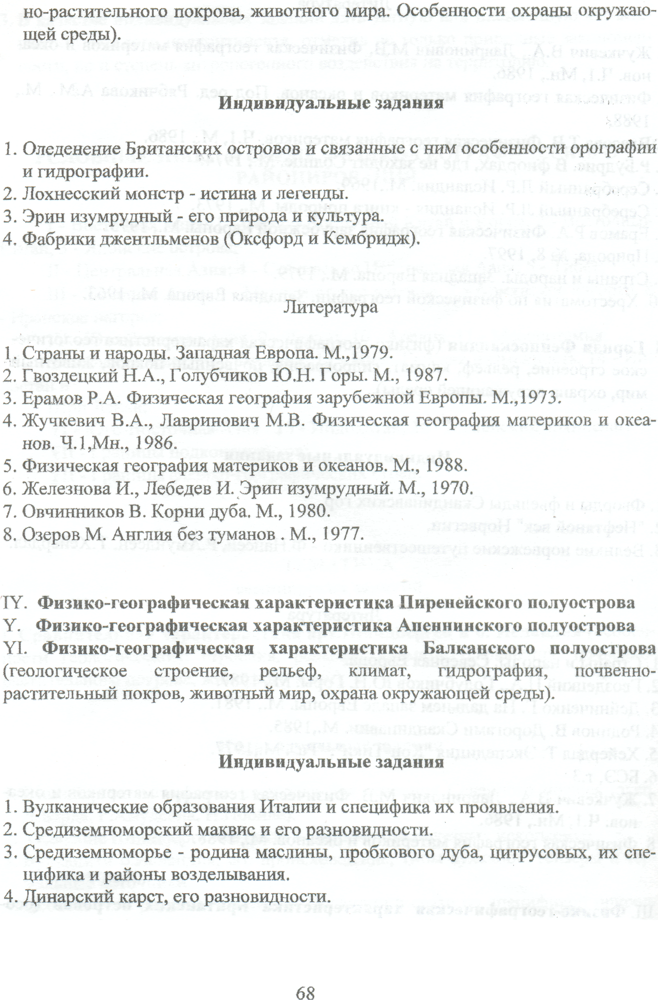 но-растительного покрова, животного мира. Особенности охраны окружаю-
щей среды).
Индивидуальные задания
1. Оледенение Британских островов и связанные с ним особенности орографии
и гидрографии.
2. Лохнесский монстр - истина и легенды.
3. Эрин изумрудный - его природа и культура.
4. Фабрики джентльменов (Оксфорд и Кембридж).
Литература
1. Страны и народы. Западная Европа. М.,1979.
2. Гвоздецкий Н.А., Голубчиков Ю.Н. Горы. М., 1987.
3. Ерамов Р.А. Физическая география зарубежной Европы. М.,1973.
4. Жучкевич В.А., Лавринович М.В. Физическая география материков и океа-
нов. Ч.1,Мн., 1986.
5. Физическая география материков и океанов. М., 1988.
6. Железнова И., Лебедев И. Эрин изумрудный. М., 1970.
7. Овчинников В. Корни дуба. М., 1980.
8. Озеров М. Англия без туманов . М., 1977.
IY. Физико-географическая характеристика Пиренейского полуострова
Y. Физико-географическая характеристика Апеннинского полуострова
YI. Физико-географическая характеристика Балканского полуострова
(геологическое строение, рельеф, климат, гидрография, почвенно-
растительный покров, животный мир, охрана окружающей среды).
Индивидуальные задания
1. Вулканические образования Италии и специфика их проявления.
2. Средиземноморский маквис и его разновидности.
3. Средиземноморье - родина маслины, пробкового дуба, цитрусовых, их спе-
цифика и районы возделывания.
4. Динарский карст, его разновидности.
68